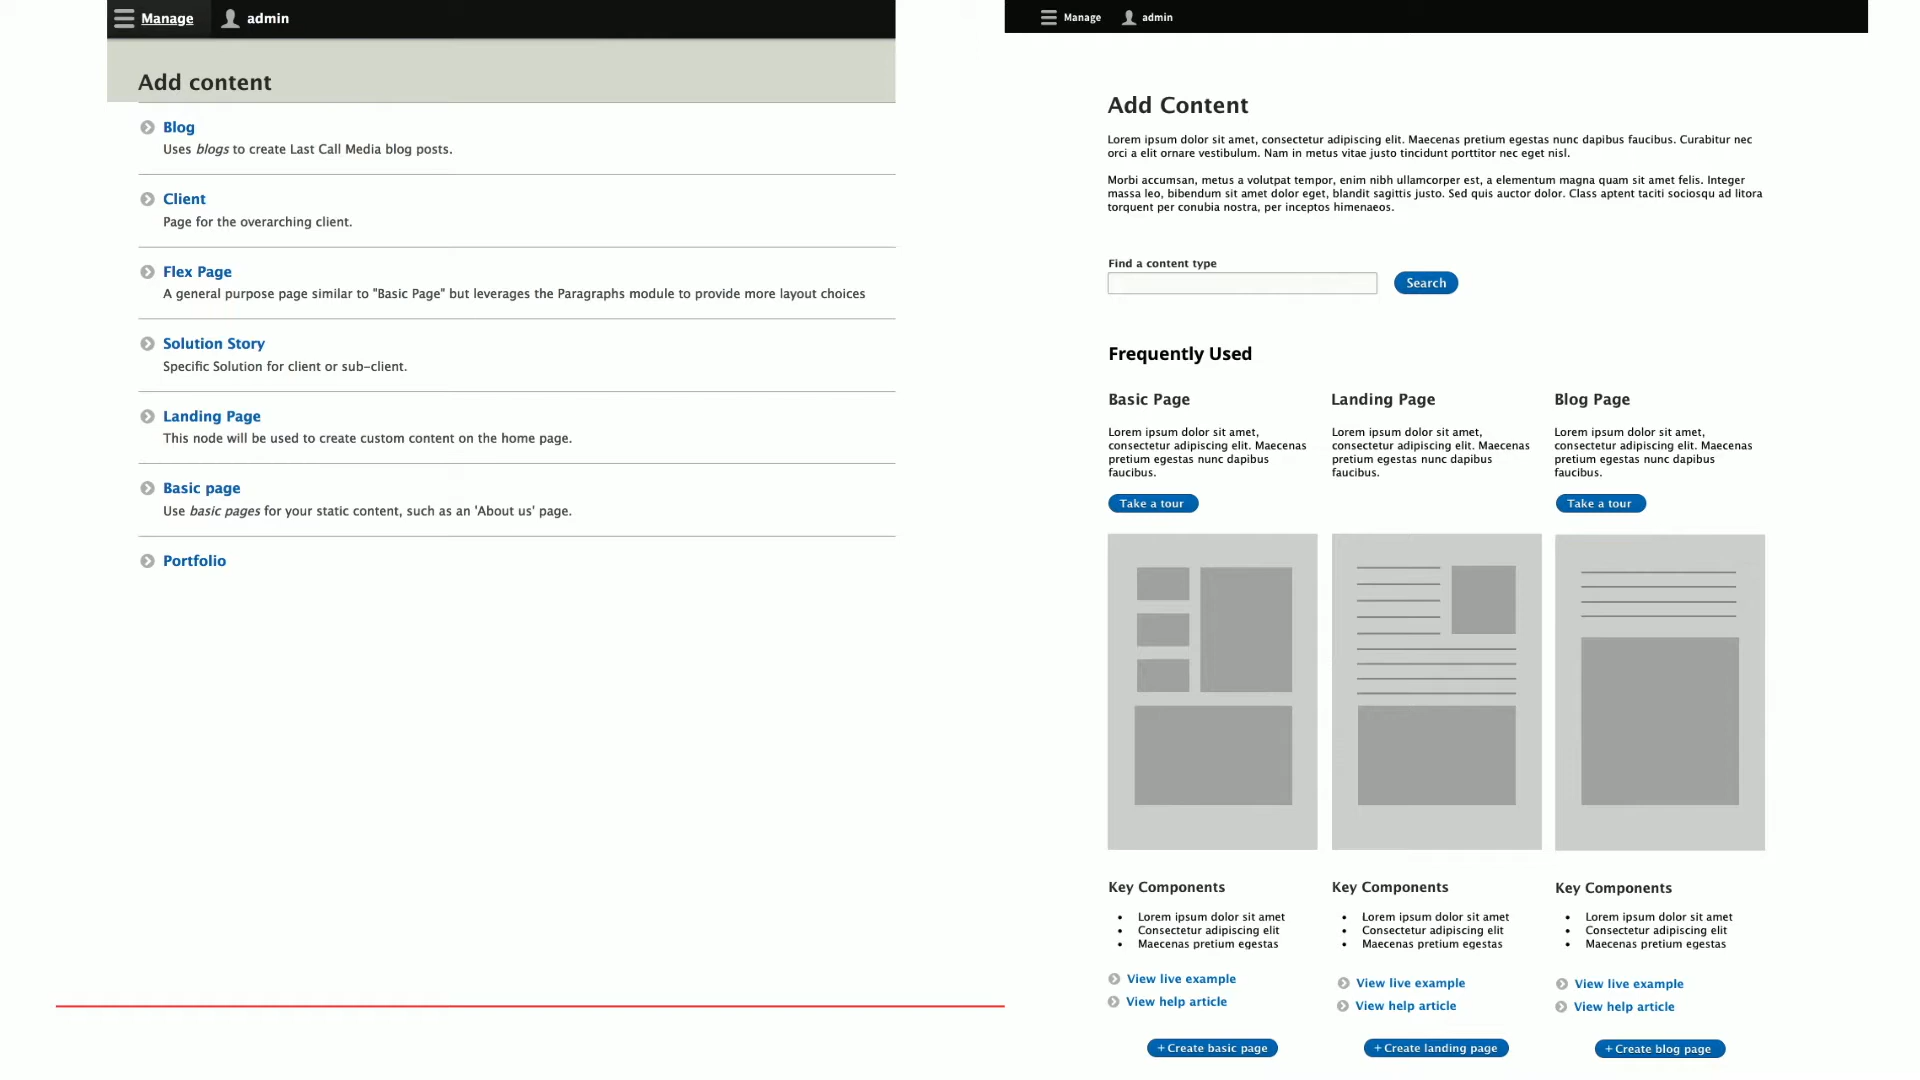 Manage admin
Add content
Blog
Uses blogs to create Last Call Media blog posts.
Client
Page for the overarching client.
Flex Page
A general purpose page similar to "Basic Page" but leverages the Paragraphs module to provide more layout choices
Solution Story
Specific Solution for client or sub-client.
Landing Page
This node will be used to create custom content on the home page.
Basic page
Use basic pages for your static content, such as an 'About us' page.
Portfolio
Manage admin
Add Content
Lorem ipsum dolor sit amet, consectetur adipiscing elit. Maecenas pretium egestas nunc dapibus faucibus. Curabitur nec
orci a elit ornare vestibulum. Nam in metus vitae justo tincidunt porttitor nec eget nisl.
Morbi accumsan, metus a volutpat tempor, enim nibh ullamcorper est, a elementum magna quam sit amet felis. Integer
massa leo, bibendum sit amet dolor eget, blandit sagittis justo. Sed quis auctor dolor. Class aptent taciti sociosqu ad litora
torquent per conubia nostra, per inceptos himenaeos.
Find a content type
Search
Frequently Used
Basic Page
Lorem ipsum dolor sit amet,
consectetur adipiscing elit. Maecenas
pretium egestas nunc dapibus
faucibus.
Take a tour
Key Components
• Lorem ipsum dolor sit amet
• Consectetur adipiscing elit
• Maecenas pretium egestas
View live example
View help article
+ Create basic page
Landing Page
Lorem ipsum dolor sit amet,
consectetur adipiscing elit. Maecenas
pretium egestas nunc dapibus
faucibus.
Key Components
• Lorem ipsum dolor sit amet
• Consectetur adipiscing elit
• Maecenas pretium egestas
View live example
View help article
+ Create landing page
Blog Page
Lorem ipsum dolor sit amet,
consectetur adipiscing elit. Maecenas
pretium egestas nunc dapibus
faucibus.
Take a tour
Key Components
• Lorem ipsum dolor sit amet
• Consectetur adipiscing elit
• Maecenas pretium egestas
View live example
View help article
+ Create blog page